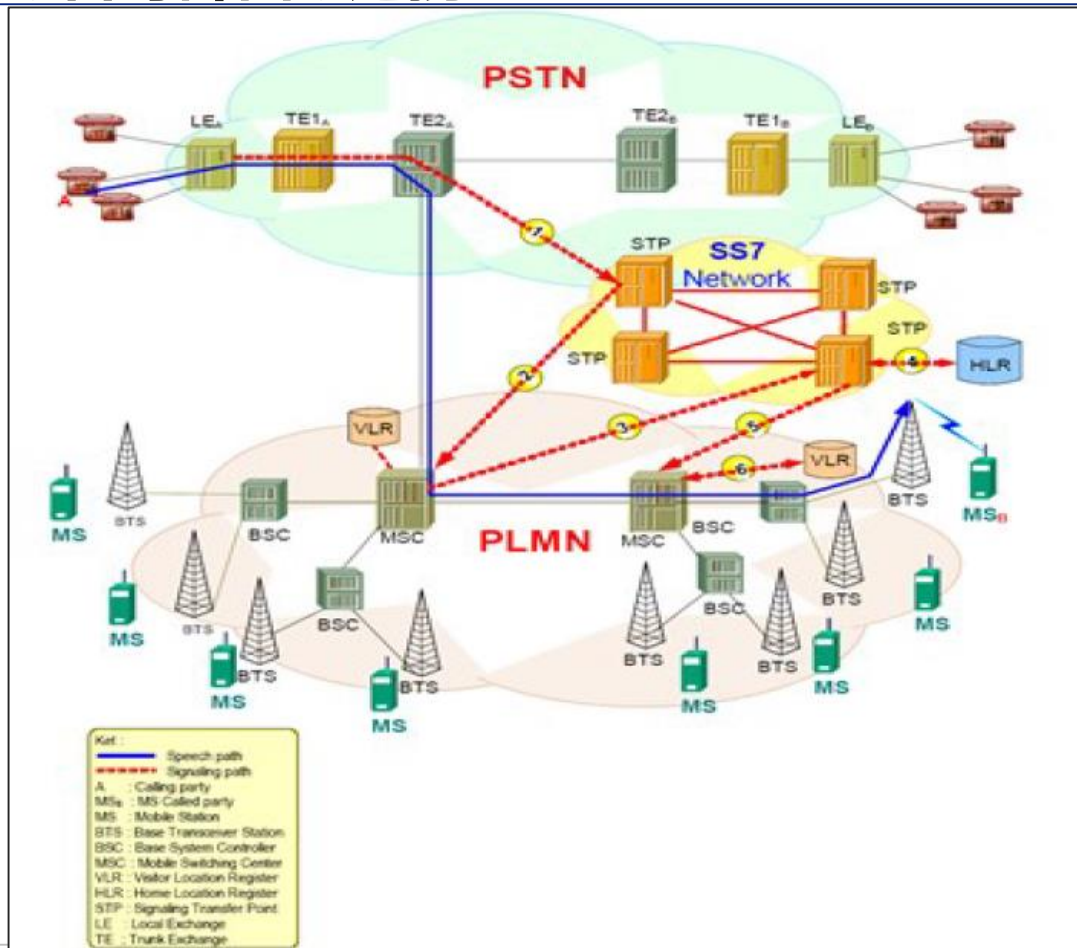 PSTN
LEA
TE1A
TE2A
TE2B
TE1B
LEB
A
1
STP
SS7
Network
STP
STP
STP
2
4
HLR
VLR
3
5
6
VLR
MS
BTS
BSC
MSC
PLMN
MSC
BSC
BTS
MSB
MS
BTS
BSC
BSC
BTS
MS
MS
BTS
MS
BTS
BTS
MS
BTS
MS
Ket :
Speech path
Signaling path
A : Calling party
MSB : MS Called party
MS : Mobile Station
BTS : Base Transceiver Station
BSC : Base System Controller
MSC : Mobile Switching Center
VLR : Visitor Location Register
HLR : Home Location Register
STP : Signaling Transfer Point
LE : Local Exchange
TE : Trunk Exchange